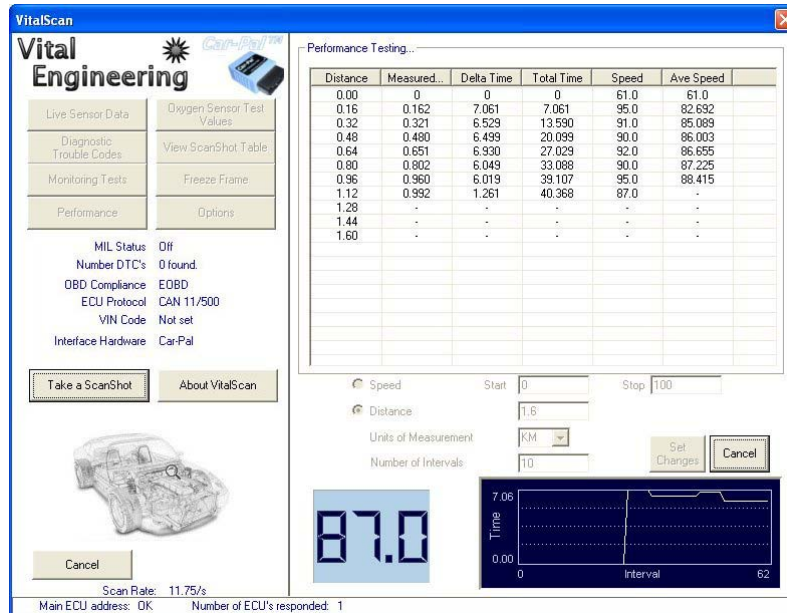 VitalScan
Vital
Engineering
Car-Pal™
Live Sensor Data
Oxygen Sensor Test
Values
Diagnostic
Trouble Codes
View ScanShot Table
Monitoring Tests
Freeze Frame
Performance
Options
MIL Status Off
Number DTC's 0 found.
OBD Compliance EOBD
ECU Protocol CAN 11/500
VIN Code Not set
Interface Hardware Car-Pal
Take a ScanShot
About VitalScan
Cancel
Scan Rate: 11.75/s
Performance Testing...
Distance Measured... Delta Time Total Time Speed Ave Speed
0.00 0 0 0 61.0 61.0
0.16 0.162 7.061 7.061 95.0 82.692
0.32 0.321 6.529 13.590 91.0 85.089
0.48 0.480 6.499 20.099 90.0 86.003
0.64 0.651 6.930 27.029 92.0 86.655
0.80 0.802 6.049 33.088 90.0 87.225
0.96 0.960 6.019 39.107 95.0 88.415
1.12 0.992 1.261 40.368 87.0 -
1.28 - - - - -
1.44 - - - - -
1.60 - - - - -
Speed Start 0 Stop 100
Distance 1.6
Units of Measurement KM
Number of Intervals 10
Set
Changes
Cancel
87.0
7.06
Time
0.00
0 Interval 62
Main ECU address: OK Number of ECU's responded: 1